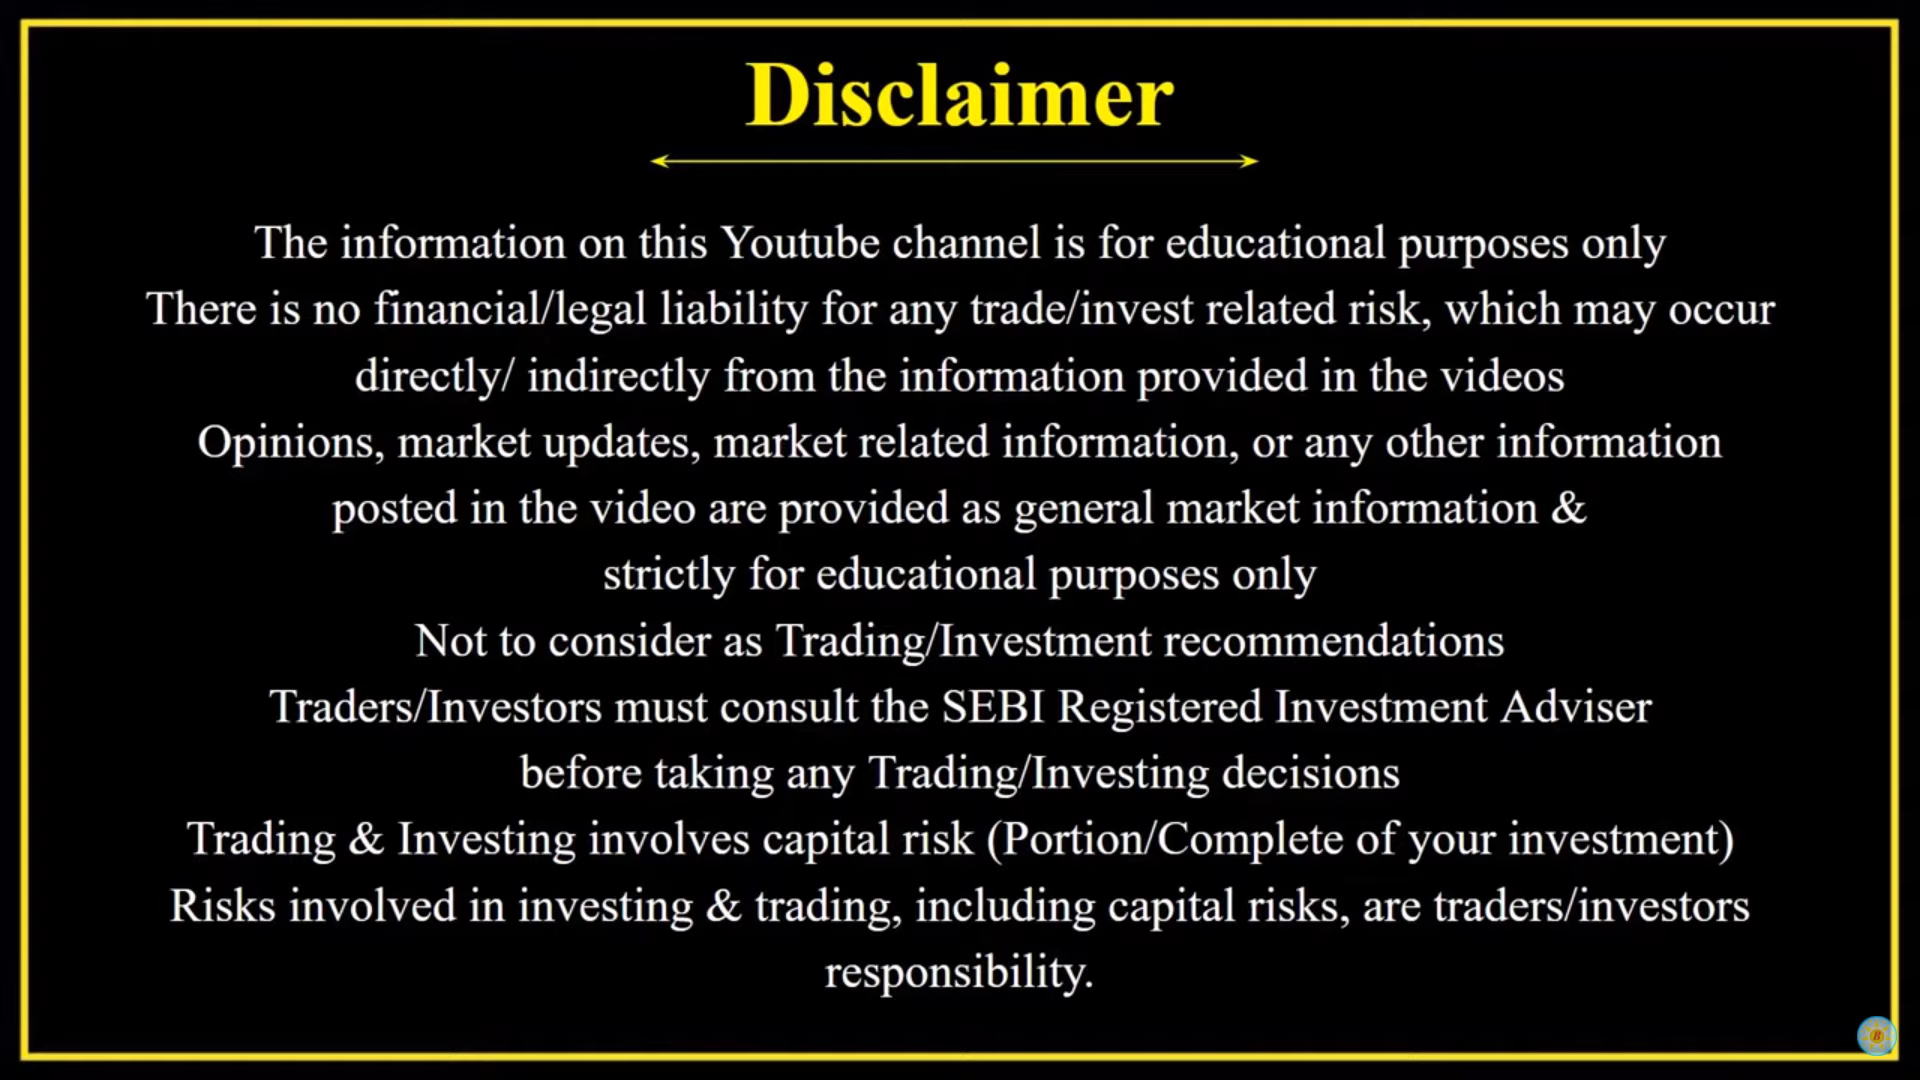 Disclaimer
The information on this Youtube channel is for educational purposes only
There is no financial/legal liability for any trade/invest related risk, which may occur
directly/ indirectly from the information provided in the videos
Opinions, market updates, market related information, or any other information
posted in the video are provided as general market information &
strictly for educational purposes only
Not to consider as Trading/Investment recommendations
Traders/Investors must consult the SEBI Registered Investment Adviser
before taking any Trading/Investing decisions
Trading & Investing involves capital risk (Portion/Complete of your investment)
Risks involved in investing & trading, including capital risks, are traders/investors
responsibility.
B